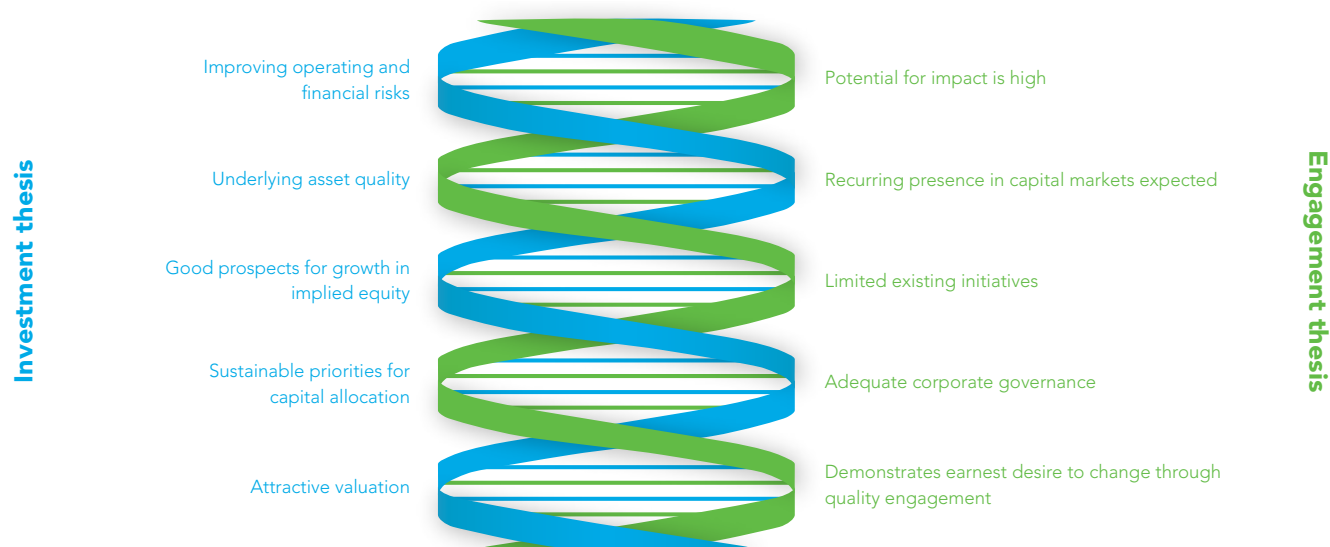 Investment thesis
Improving operating and
financial risks
Underlying asset quality
Good prospects for growth in
implied equity
Sustainable priorities for
capital allocation
Attractive valuation
Potential for impact is high
Recurring presence in capital markets expected
Limited existing initiatives
Adequate corporate governance
Demonstrates earnest desire to change through
quality engagement
Engagement thesis